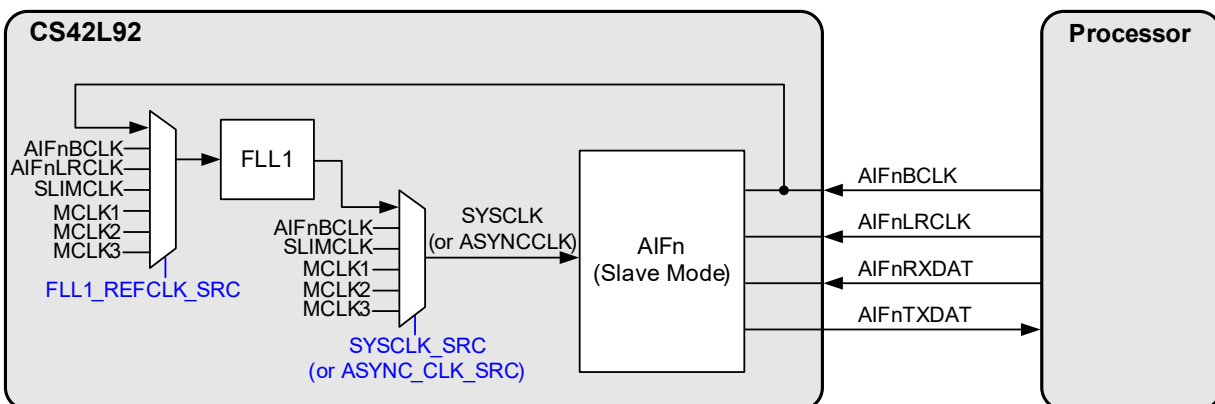 CS42L92
Processor
AIFnBCLK
AIFnLRCLK
SLIMCLK
MCLK1
MCLK2
MCLK3
FLL1_REFCLK_SRC
FLL1
AIFnBCLK
SLIMCLK
MCLK1
MCLK2
MCLK3
SYSCLK_SRC
(or ASYNC_CLK_SRC)
SYSCLK
(or ASYNCCLK)
AIFn
(Slave Mode)
AIFnBCLK
AIFnLRCLK
AIFnRXDAT
AIFnTXDAT